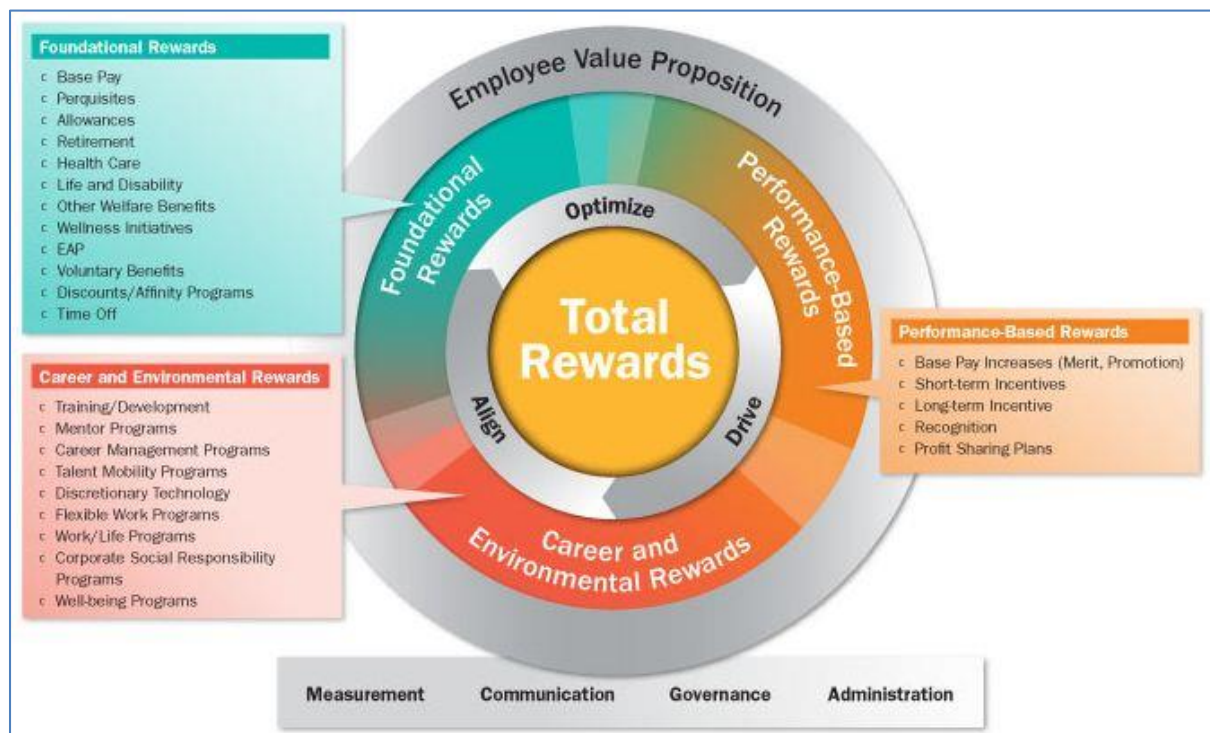 Foundational Rewards
c Base Pay
c Perquisites
c Allowances
c Retirement
c Health Care
c Life and Disability
c Other Welfare Benefits
c Wellness Initiatives
c EAP
c Voluntary Benefits
c Discounts/Affinity Programs
c Time Off
Career and Environmental Rewards
c Training/Development
c Mentor Programs
c Career Management Programs
c Talent Mobility Programs
c Discretionary Technology
c Flexible Work Programs
c Work/Life Programs
c Corporate Social Responsibility
Programs
c Well-being Programs
Employee Value Proposition
Foundational
Rewards
Performance-Based
Rewards
Career and
Environmental Rewards
Optimize
Drive
Align
Total
Rewards
Performance-Based Rewards
c Base Pay Increases (Merit, Promotion)
c Short-term Incentives
c Long-term Incentive
c Recognition
c Profit Sharing Plans
Measurement Communication Governance Administration